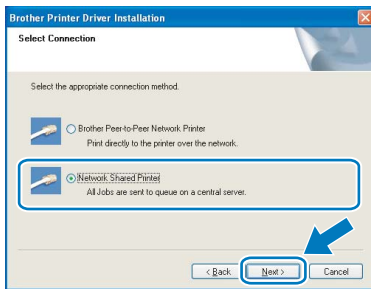 Brother Printer Driver Installation
Select Connection
Select the appropriate connection method.
Brother Peer-to-Peer Network Printer
Print directly to the printer over the network.
Network Shared Printer
All Jobs are sent to queue on a central server.
< Back
Next >
Cancel